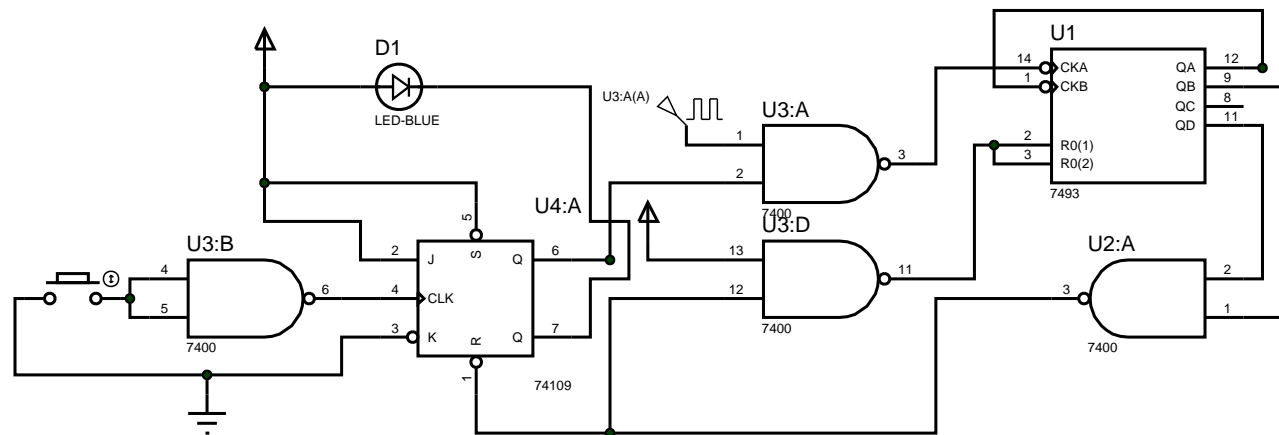 D1
LED-BLUE
U3:A(A)
U3:A
1
2
3
7400
U1
14
1
CKA
CKB
2
3
R0(1)
R0(2)
QA
QB
QC
QD
12
9
8
11
7493
U3:B
4
5
6
7400
U4:A
5
S
2
J
4
CLK
3
K
R
1
Q
6
Q
7
74109
U3:D
13
12
11
7400
U2:A
3
2
1
7400